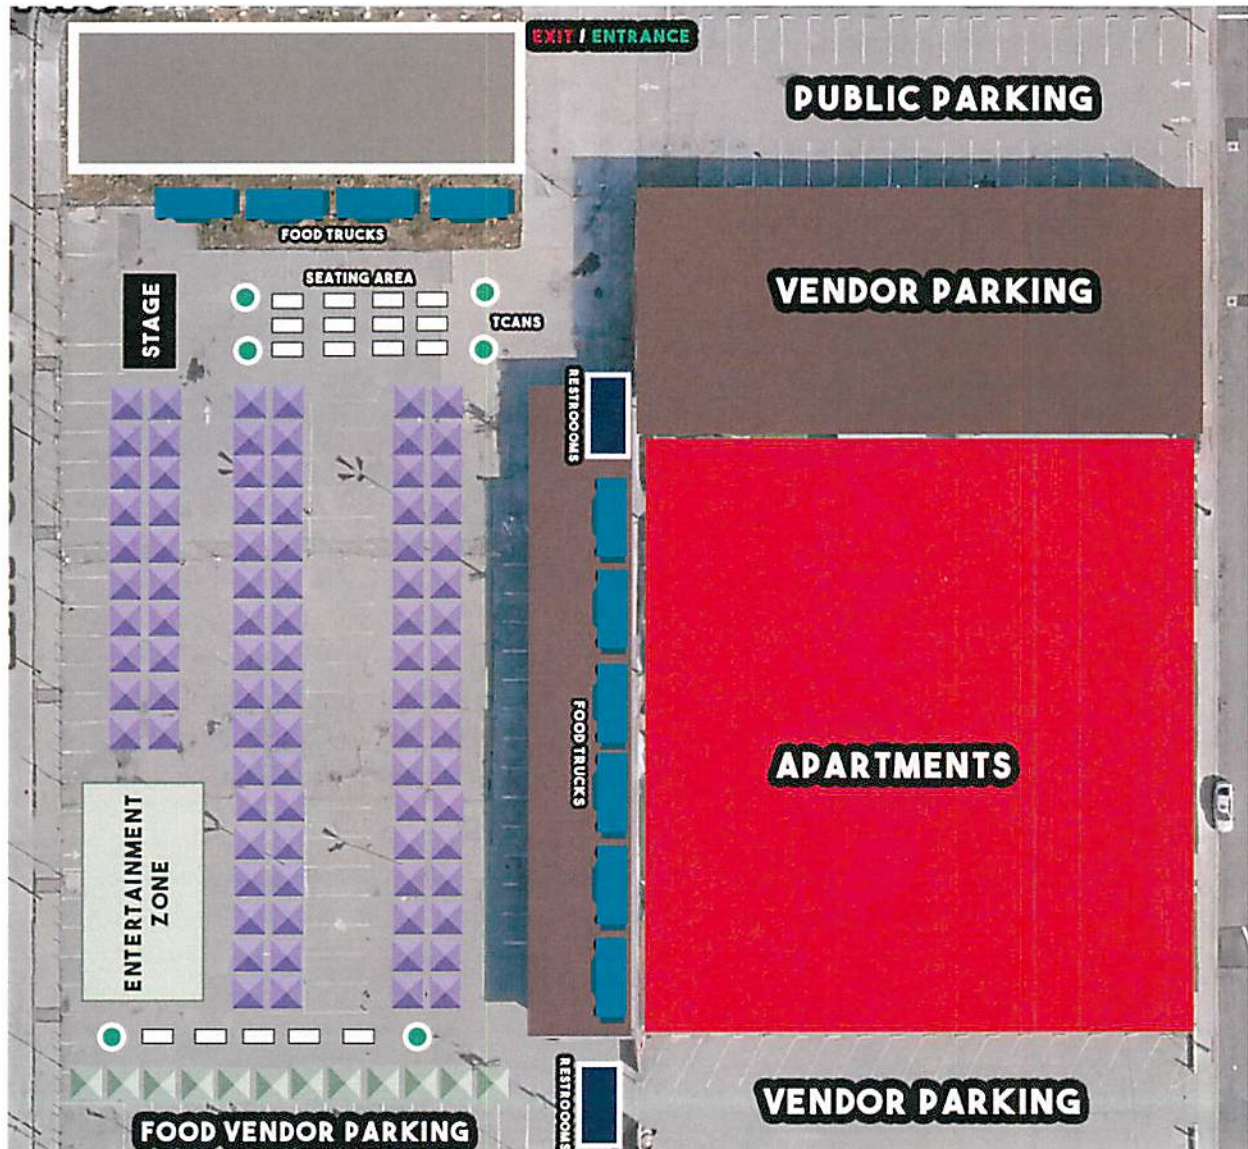 EXIT / ENTRANCE
PUBLIC PARKING
FOOD TRUCKS
SEATING AREA
VENDOR PARKING
STAGE
TCANS
RESTROOOMS
FOOD TRUCKS
APARTMENTS
ENTERTAINMENT
ZONE
RESTROOOMS
VENDOR PARKING
FOOD VENDOR PARKING